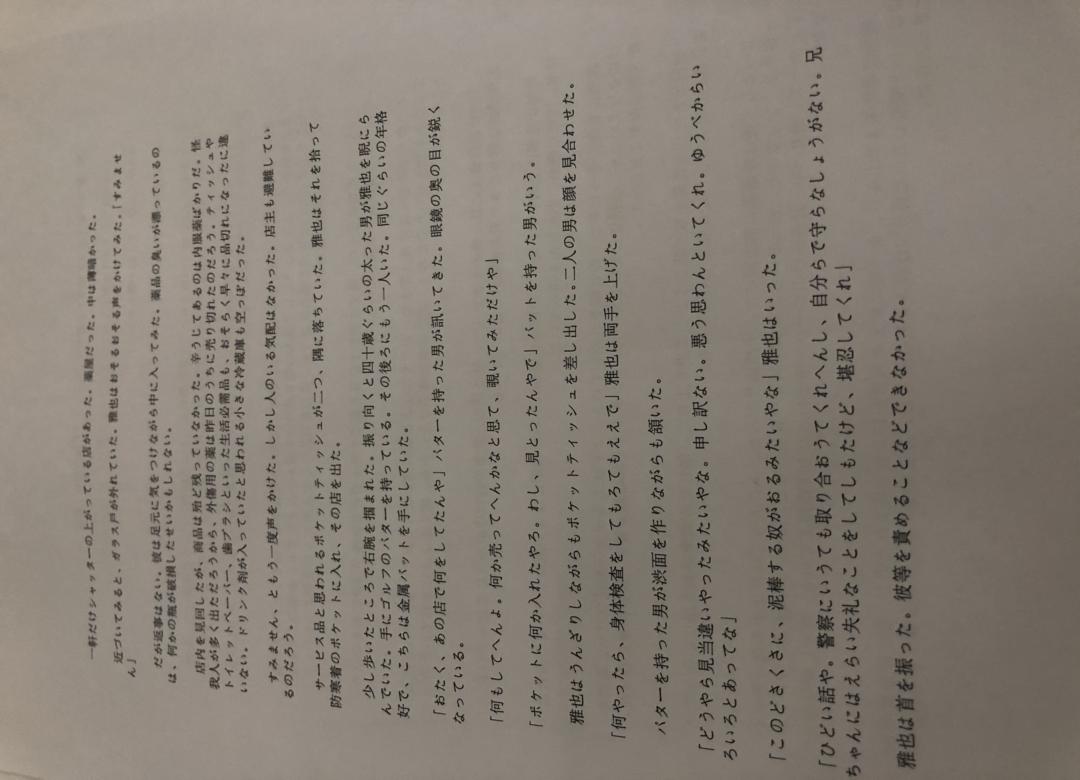 一軒だけシャッターの上がっている店があった。薬屋だった。中は薄暗かった。
近づいてみると、ガラス戸が外れていた。雅也はおそるおそる声をかけてみた。「すみませ
ん」
だが返事はない。彼は足元に気をつけながら中に入ってみた。薬品の臭いが漂っているの
は、何かの瓶が破損したせいかもしれない。
店内を見回したが、商品は殆ど残っていなかった。辛うじてあるのは内服薬ばかりだ。怪
我人が多く出ただろうから、外傷用の薬は昨日のうちに売り切れたのだろう。ティッシュや
トイレットペーパー、歯ブラシといった生活必需品も、おそらく早々に品切れになったに違
いない。ドリンク剤が入っていたと思われる小さな冷蔵庫も空っぽだった。
すみません、ともう一度声をかけた。しかし人のいる気配はなかった。店主も避難してい
るのだろう。
サービス品と思われるポケットティッシュが二つ、隅に落ちていた。雅也はそれを拾って
防寒着のポケットに入れ、その店を出た。
少し歩いたところで右腕を掴まれた。振り向くと四十歳ぐらいの太った男が雅也を睨にら
んでいた。手にゴルフのパターを持っている。その後ろにもう一人いた。同じぐらいの年格
好で、こちらは金属バットを手にしていた。
「おたく、あの店で何をしてたんや」パターを持った男が訊いてきた。眼鏡の奥の目が鋭く
なっている。
「何もしてへんよ。何か売ってへんかなと思て、覗いてみただけや」
「ポケットに何か入れたやろ。わし、見とったんやで」バットを持った男がいう。
雅也はうんざりしながらもポケットティッシュを差し出した。二人の男は顔を見合わせた。
「何やったら、身体検査をしてもろてもええで」雅也は両手を上げた。
パターを持った男が渋面を作りながらも頷いた。
「どうやら見当違いやったみたいやな。申し訳ない。悪う思わんといてくれ。ゆうべからい
ろいろとあってな」
「このどさくさに、泥棒する奴がおるみたいやな」雅也はいった。
「ひどい話や。警察にいうても取り合おうてくれへんし、自分らで守らなしょうがない。兄
ちゃんにはえらい失礼なことをしてしもたけど、堪忍してくれ」
雅也は首を振った。彼等を責めることなどできなかった。